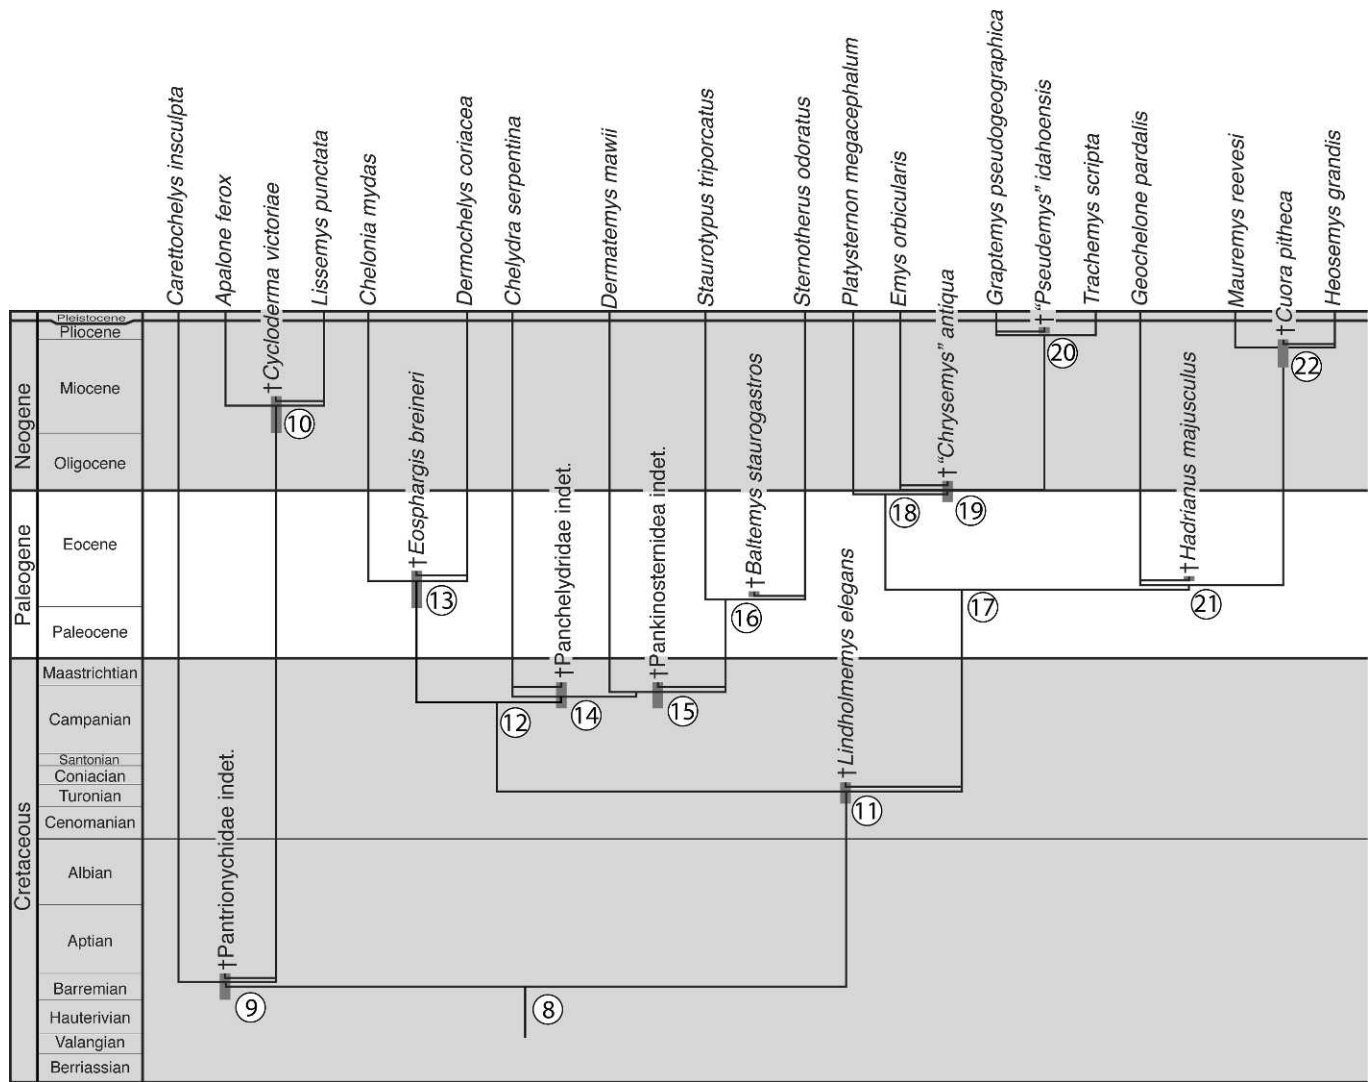 Carettochelys insculpta
Apalone ferox
†Cycloderma victoriae
Lissemys punctata
Chelonia mydas
†Eosphargis breineri
Dermochelys coriacea
Chelydra serpentina
†Panchelydridae indet.
Dermatemys mawii
†Pankinosternidea indet.
Staurotypus triporcatus
†Baltemys staurogastros
Sternotherus odoratus
Platysternon megacephalum
Emys orbicularis
†"Chrysemys" antiqua
Graptemys pseudogeographica
†"Pseudemys" idahoensis
Trachemys scripta
Geochelone pardalis
†Hadrianus majusculus
Mauremys reevesi
†Cuora pitheca
Heosemys grandis
†Pantrionychidae indet.
†Lindholmemys elegans
Neogene
Pleistocene
Pliocene
Miocene
Oligocene
Paleogene
Eocene
Paleocene
Cretaceous
Maastrichtian
Campanian
Santonian
Coniacian
Turonian
Cenomanian
Albian
Aptian
Barremian
Hauterivian
Valangian
Berriassian
20
22
10
18
19
13
16
17
21
12
14
15
11
9
8